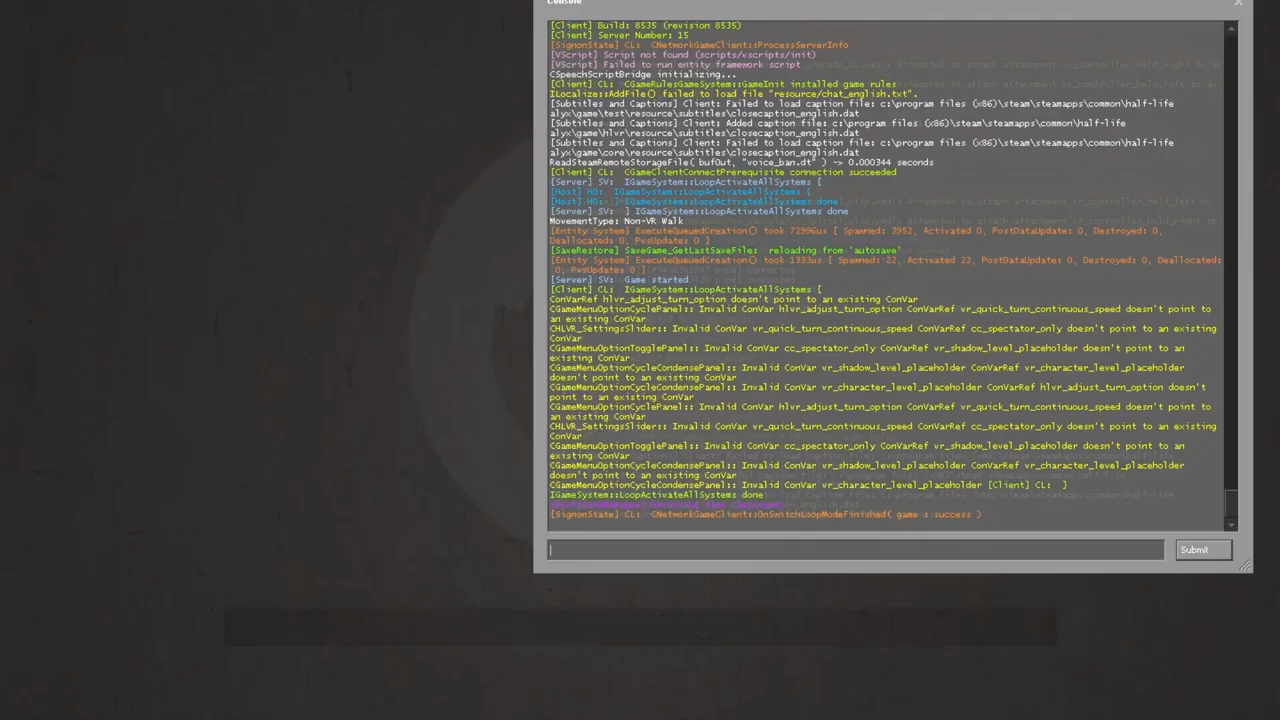 Console
[Client] Build: 8535 (revision 8535)
[Client] Server Number: 15
[SignonState] CL:  CNetworkGameClient::ProcessServerInfo
[VScript] Script not found (scripts/vscripts/init)
[VScript] Failed to run entity framework script
CSpeechScriptBridge initializing...
[Client] CL:  CGameRulesGameSystem::GameInit installed game rules
ILocalize::AddFile() failed to load file "resource/chat_english.txt".
[Subtitles and Captions] Client: Failed to load caption file: c:\program files (x86)\steam\steamapps\common\half-life
alyx\game\test\resource\subtitles\closecaption_english.dat
[Subtitles and Captions] Client: Added caption file: c:\program files (x86)\steam\steamapps\common\half-life
alyx\game\hlvr\resource\subtitles\closecaption_english.dat
[Subtitles and Captions] Client: Failed to load caption file: c:\program files (x86)\steam\steamapps\common\half-life
alyx\game\core\resource\subtitles\closecaption_english.dat
ReadSteamRemoteStorageFile( bufOut, "voice_ban.dt" ) -> 0.000344 seconds
[Client] CL:  CGameClientConnectPrerequisite connection succeeded
[Server] SV:  IGameSystem::LoopActivateAllSystems {
[Host] HO:  IGameSystem::LoopActivateAllSystems {
[Host] HO:  } IGameSystem::LoopActivateAllSystems done
[Server] SV:  } IGameSystem::LoopActivateAllSystems done
MovementType: Non-VR Walk
[Entity System] ExecuteQueuedCreation() took 72996us [ Spawned: 3952, Activated 0, PostDataUpdate: 0, Destroyed: 0,
Deallocated: 0, PvsUpdate: 0 ]
[SaveRestore] SaveGame_GetLastSaveFile:  reloading from 'autosave'
[Entity System] ExecuteQueuedCreation() took 1333us [ Spawned: 22, Activated 22, PostDataUpdate: 0, Destroyed: 0, Deallocated:
0, PvsUpdate: 0 ]
[Server] SV:  Game started
[Client] CL:  IGameSystem::LoopActivateAllSystems {
ConVarRef hlvr_adjust_turn_option doesn't point to an existing ConVar
CGameMenuOptionCyclePanel:: Invalid ConVar hlvr_adjust_turn_option ConVarRef vr_quick_turn_continuous_speed doesn't point to
an existing ConVar
CHLVR_SettingsSlider:: Invalid ConVar vr_quick_turn_continuous_speed ConVarRef cc_spectator_only doesn't point to an existing
ConVar
CGameMenuOptionTogglePanel:: Invalid ConVar cc_spectator_only ConVarRef vr_shadow_level_placeholder doesn't point to an
existing ConVar
CGameMenuOptionCycleCondensePanel:: Invalid ConVar vr_shadow_level_placeholder ConVarRef vr_character_level_placeholder
doesn't point to an existing ConVar
CGameMenuOptionCycleCondensePanel:: Invalid ConVar vr_character_level_placeholder ConVarRef hlvr_adjust_turn_option doesn't
point to an existing ConVar
CGameMenuOptionCyclePanel:: Invalid ConVar hlvr_adjust_turn_option ConVarRef vr_quick_turn_continuous_speed doesn't point to
an existing ConVar
CHLVR_SettingsSlider:: Invalid ConVar vr_quick_turn_continuous_speed ConVarRef cc_spectator_only doesn't point to an existing
ConVar
CGameMenuOptionTogglePanel:: Invalid ConVar cc_spectator_only ConVarRef vr_shadow_level_placeholder doesn't point to an
existing ConVar
CGameMenuOptionCycleCondensePanel:: Invalid ConVar vr_shadow_level_placeholder ConVarRef vr_character_level_placeholder
doesn't point to an existing ConVar
CGameMenuOptionCycleCondensePanel:: Invalid ConVar vr_character_level_placeholder [Client] CL:  }
IGameSystem::LoopActivateAllSystems done
[SignonState] CL:  CNetworkGameClient::OnSwitchLoopModeFinished( game : success )
Submit